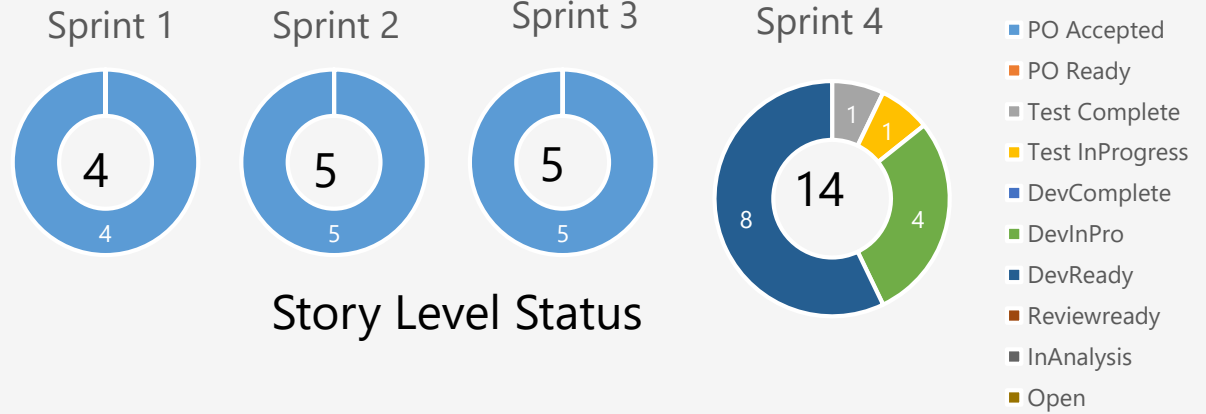 Sprint 1
Sprint 2
Sprint 3
Sprint 4
4
4
5
5
5
5
14
1
1
4
8
Story Level Status
PO Accepted
PO Ready
Test Complete
Test InProgress
DevComplete
DevInPro
DevReady
Reviewready
InAnalysis
Open